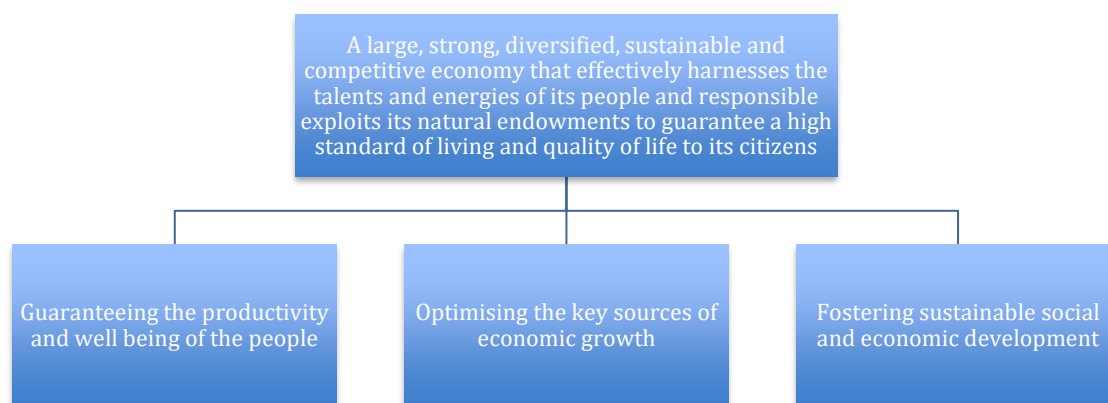 A large, strong, diversified, sustainable and
competitive economy that effectively harnesses the
talents and energies of its people and responsible
exploits its natural endowments to guarantee a high
standard of living and quality of life to its citizens
Guaranteeing the productivity
and well being of the people
Optimising the key sources of
economic growth
Fostering sustainable social
and economic development